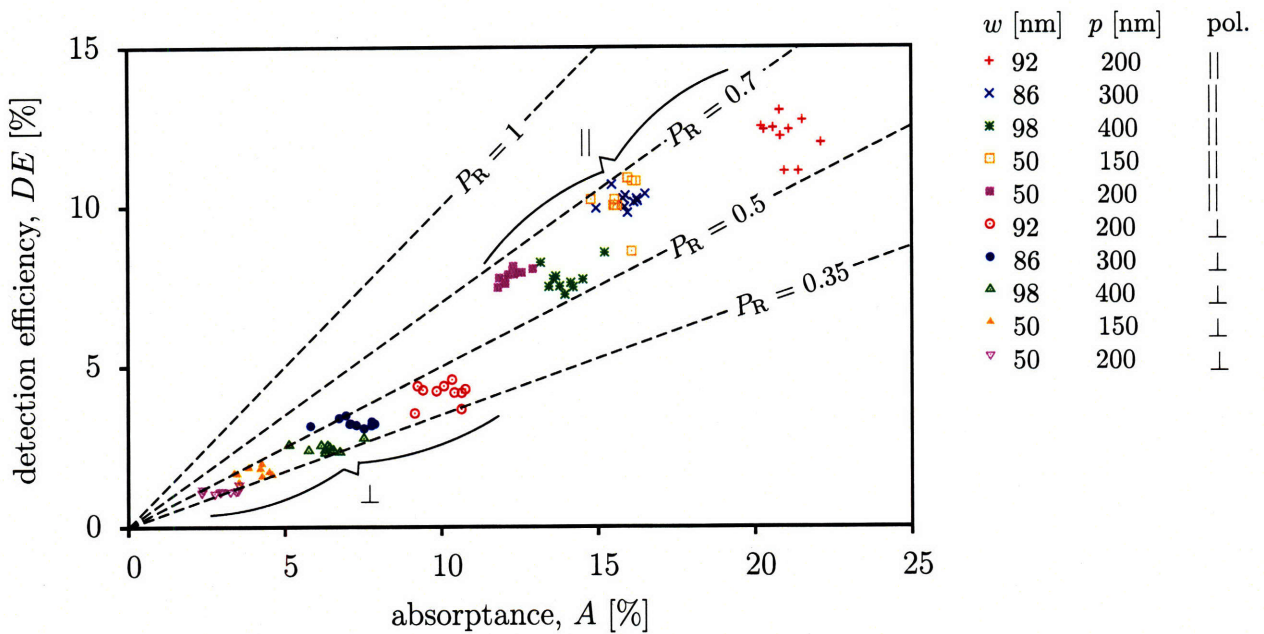 15
10
5
0
0 5 10 15 20 25
detection efficiency, DE [%]
absorptance, A [%]
P_R = 1
P_R = 0.7
P_R = 0.5
P_R = 0.35
||
⊥
w [nm] p [nm] pol.
92 200 ||
86 300 ||
98 400 ||
50 150 ||
50 200 ||
92 200 ⊥
86 300 ⊥
98 400 ⊥
50 150 ⊥
50 200 ⊥